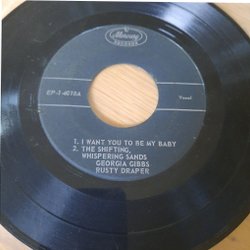 Mercury
RECORDS
EP-1-4018A
Vocal
1. I WANT YOU TO BE MY BABY
2. THE SHIFTING,
WHISPERING SANDS
GEORGIA GIBBS
RUSTY DRAPER